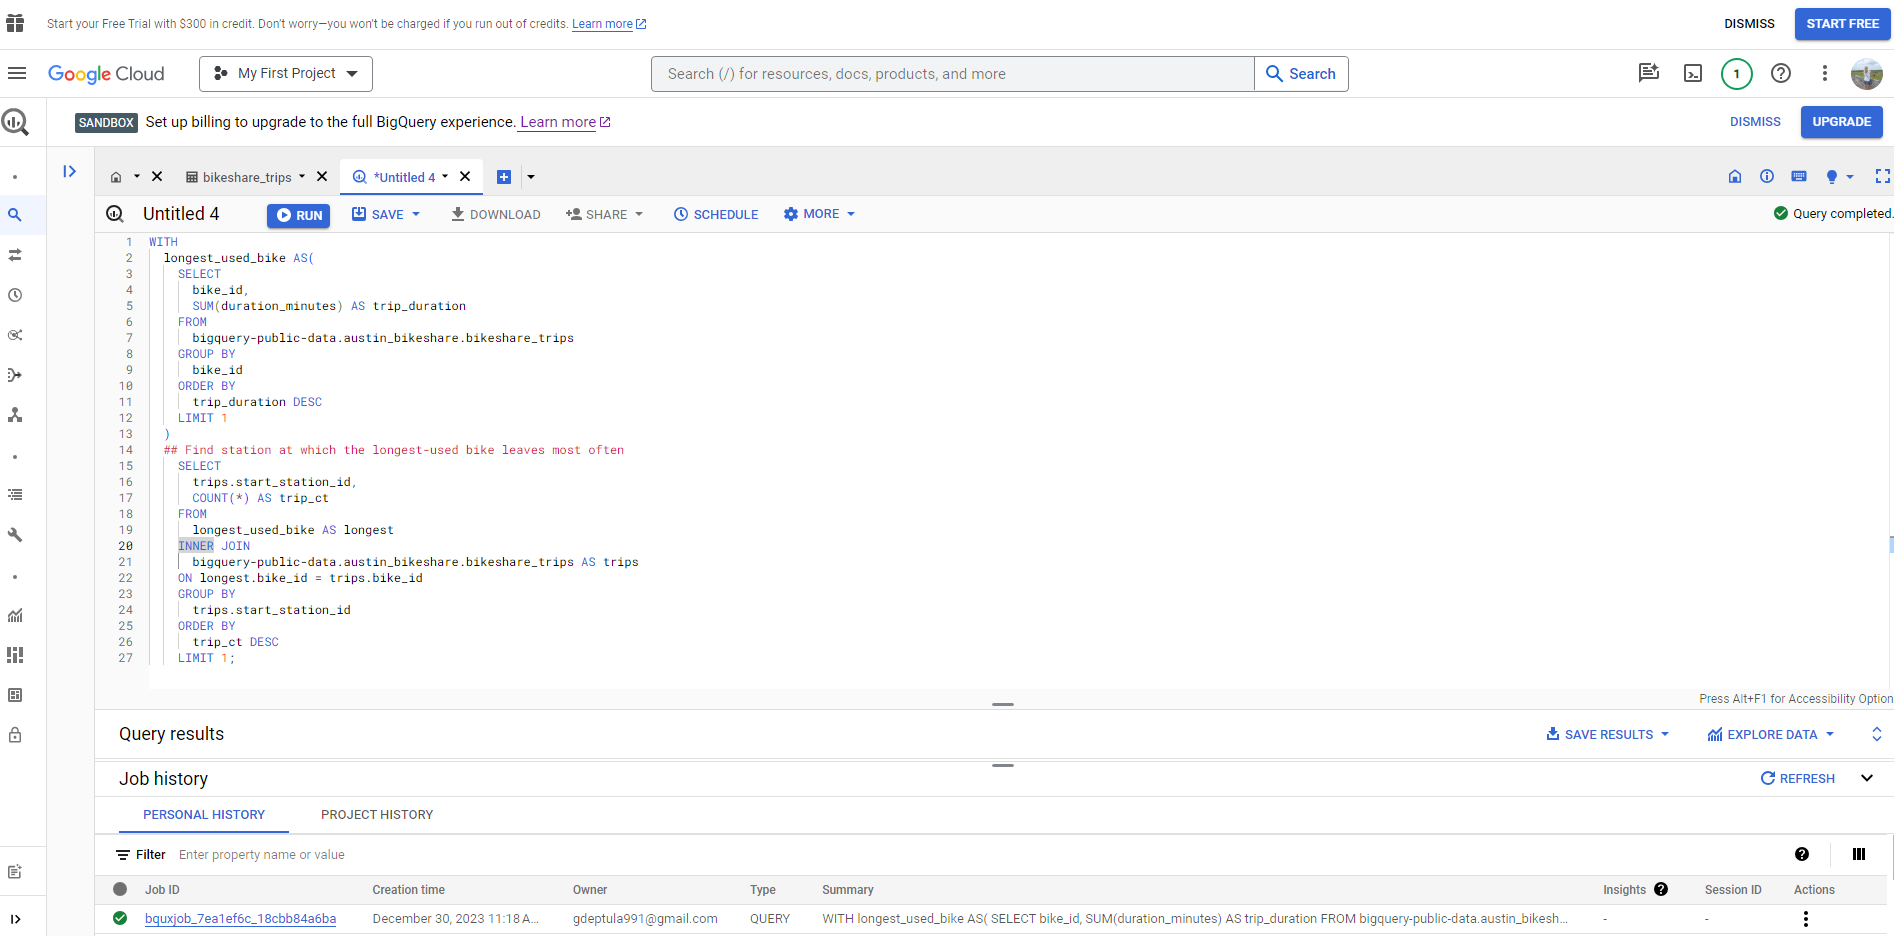 Start your Free Trial with $300 in credit. Don't worry—you won't be charged if you run out of credits. Learn more
DISMISS
START FREE
Google Cloud
My First Project
Search (/) for resources, docs, products, and more
Search
1
SANDBOX Set up billing to upgrade to the full BigQuery experience. Learn more
DISMISS
UPGRADE
bikeshare_trips
*Untitled 4
Untitled 4
RUN
SAVE
DOWNLOAD
SHARE
SCHEDULE
MORE
Query completed.
1 WITH
2 longest_used_bike AS(
3 SELECT
4 bike_id,
5 SUM(duration_minutes) AS trip_duration
6 FROM
7 bigquery-public-data.austin_bikeshare.bikeshare_trips
8 GROUP BY
9 bike_id
10 ORDER BY
11 trip_duration DESC
12 LIMIT 1
13 )
14 ## Find station at which the longest-used bike leaves most often
15 SELECT
16 trips.start_station_id,
17 COUNT(*) AS trip_ct
18 FROM
19 longest_used_bike AS longest
20 INNER JOIN
21 bigquery-public-data.austin_bikeshare.bikeshare_trips AS trips
22 ON longest.bike_id = trips.bike_id
23 GROUP BY
24 trips.start_station_id
25 ORDER BY
26 trip_ct DESC
27 LIMIT 1;
Press Alt+F1 for Accessibility Option
Query results
SAVE RESULTS
EXPLORE DATA
Job history
REFRESH
PERSONAL HISTORY
PROJECT HISTORY
Filter Enter property name or value
Job ID Creation time Owner Type Summary Insights Session ID Actions
bquxjob_7ea1ef6c_18cbb84a6ba December 30, 2023 11:18 A... gdeptula991@gmail.com QUERY WITH longest_used_bike AS( SELECT bike_id, SUM(duration_minutes) AS trip_duration FROM bigquery-public-data.austin_bikesh... - -